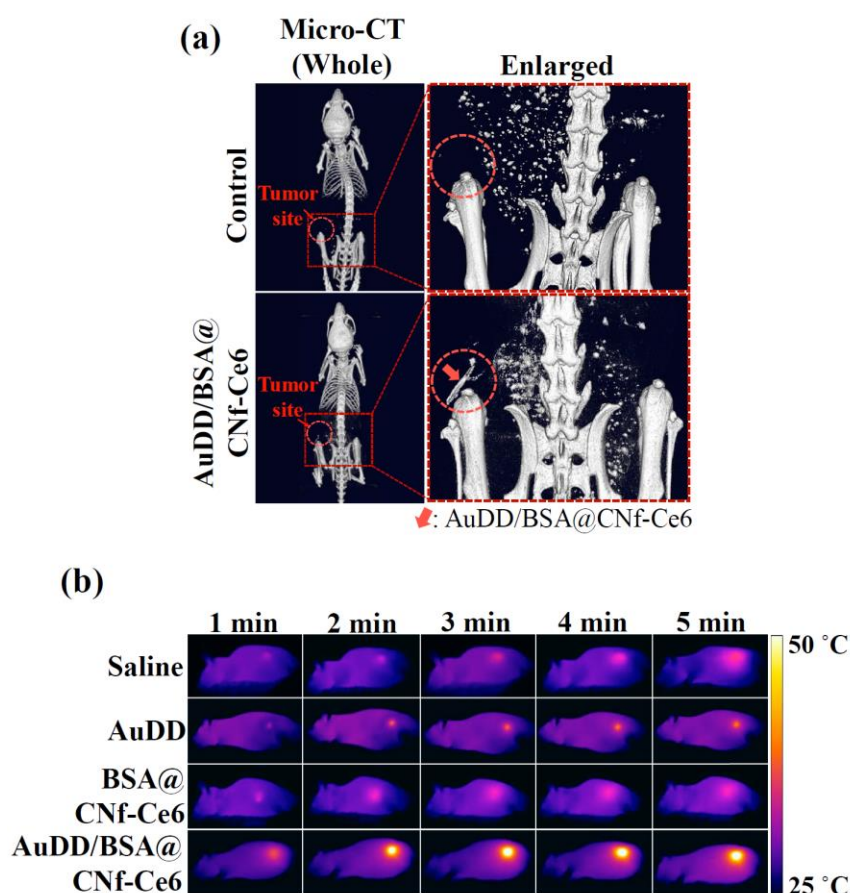 (a)
Micro-CT
(Whole)
Enlarged
Control
Tumor
site
AuDD/BSA@
CNf-Ce6
Tumor
site
: AuDD/BSA@CNf-Ce6
(b)
1 min 2 min 3 min 4 min 5 min
Saline
50 ˚C
AuDD
BSA@
CNf-Ce6
AuDD/BSA@
CNf-Ce6
25 ˚C